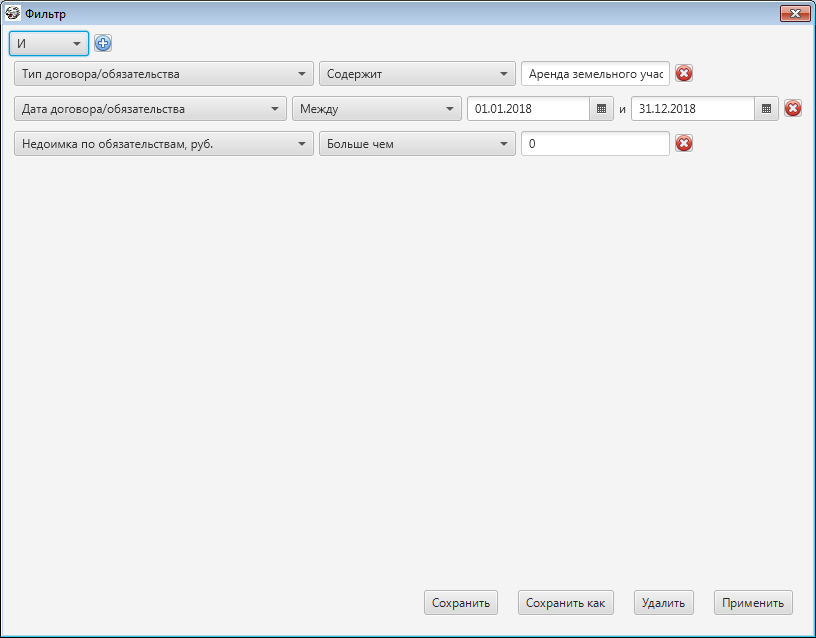 Фильтр
И
Тип договора/обязательства Содержит Аренда земельного учас
Дата договора/обязательства Между 01.01.2018 и 31.12.2018
Недоимка по обязательствам, руб. Больше чем 0
Сохранить Сохранить как Удалить Применить